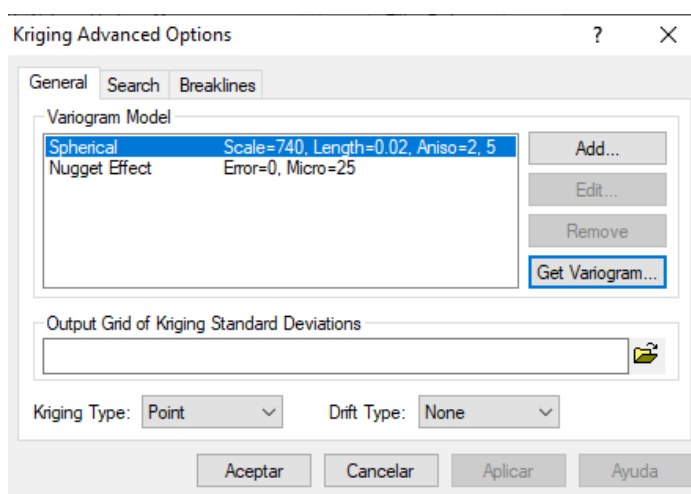 Kriging Advanced Options ? X
General Search Breaklines
Variogram Model
Spherical Scale=740, Length=0.02, Aniso=2, 5 Add...
Nugget Effect Error=0, Micro=25
Edit...
Remove
Get Variogram...
Output Grid of Kriging Standard Deviations
Kriging Type: Point Drift Type: None
Aceptar Cancelar Aplicar Ayuda